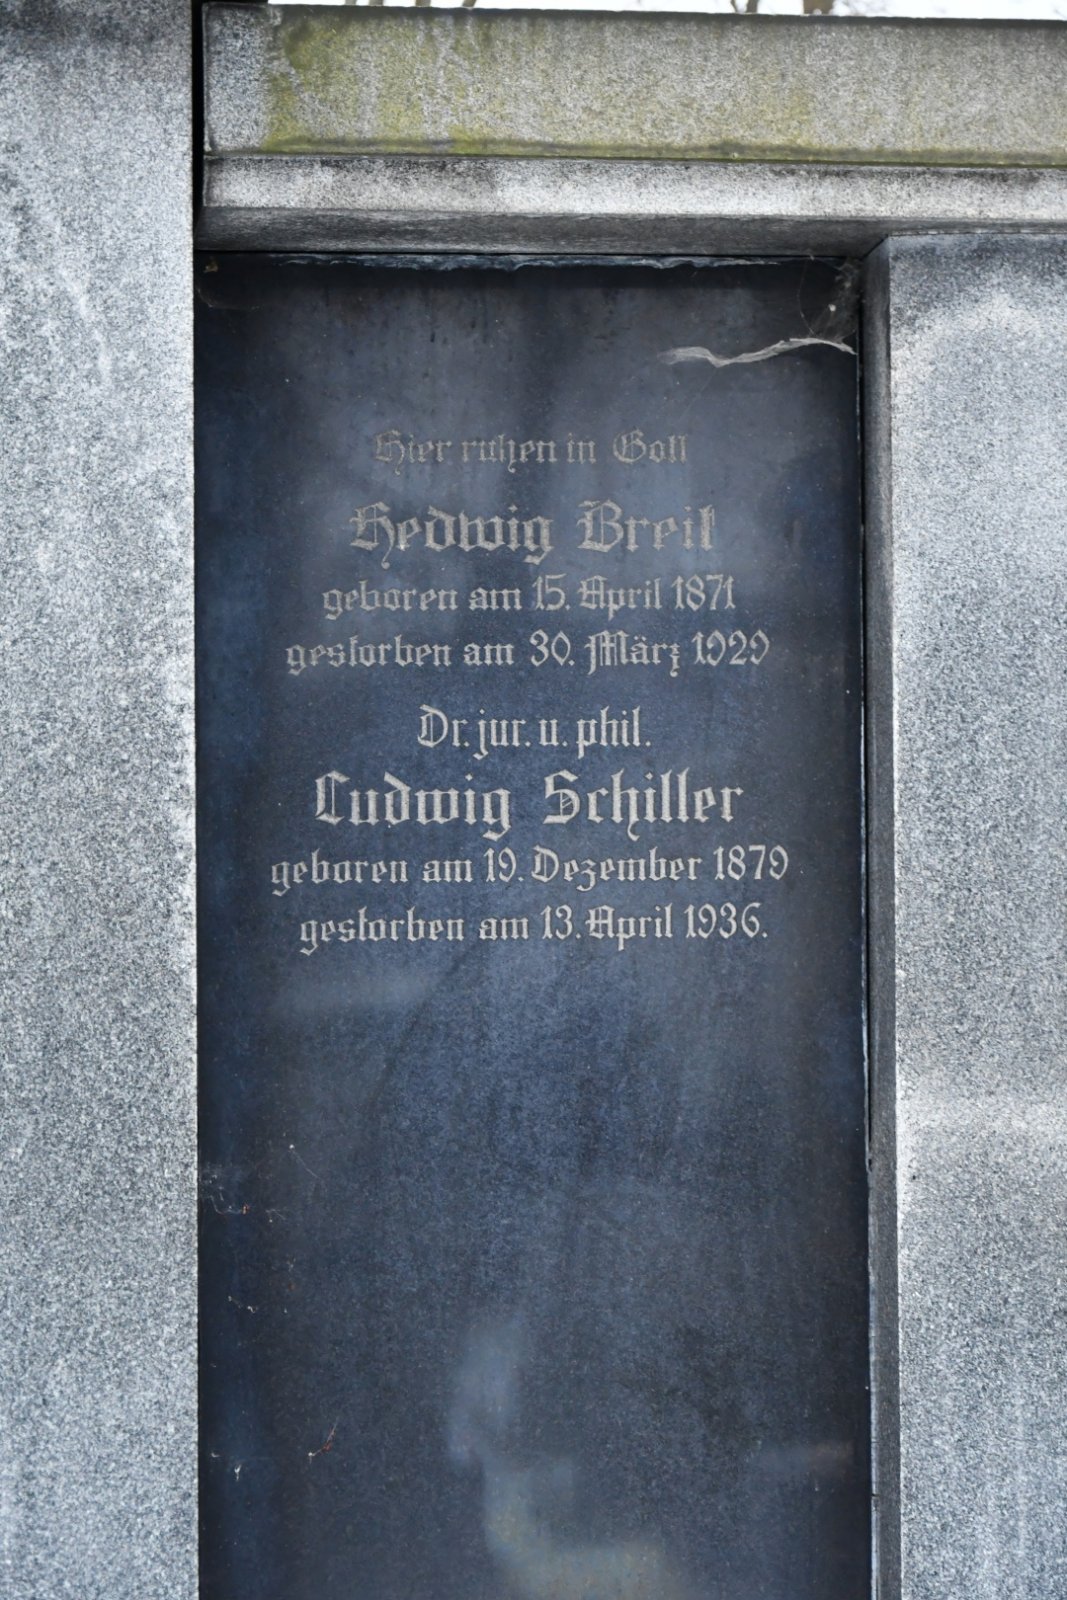 Hier ruhen in Gott
Hedwig Breit
geboren am 15. April 1871
gestorben am 30. März 1929
Dr. jur. u. phil.
Ludwig Schiller
geboren am 19. Dezember 1879
gestorben am 13. April 1936.